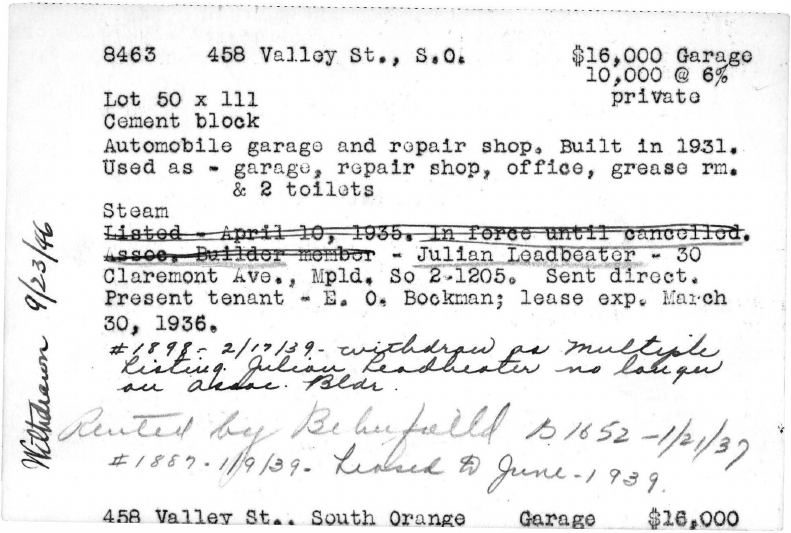 8463 458 Valley St., S.O. $16,000 Garage
10,000 @ 6%
Lot 50 x 111 private
Cement block
Automobile garage and repair shop. Built in 1931.
Used as - garage, repair shop, office, grease rm.
& 2 toilets
Steam
Listed - April 10, 1935. In force until cancelled.
Assoc. Builder member - Julian Leadbeater - 30
Claremont Ave., Mpld. So 2-1205. Sent direct.
Present tenant - E. O. Bockman; lease exp. March
30, 1936.
#1898- 2/17/39- withdraw as multiple
listing. Julian Leadbeater no longer
an assoc. Bldr.
Rented by B 1652-1/21/37
#1887-1/9/39- Leased to June-1939.
Withdrawn 9/23/46
458 Valley St., South Orange Garage $16,000